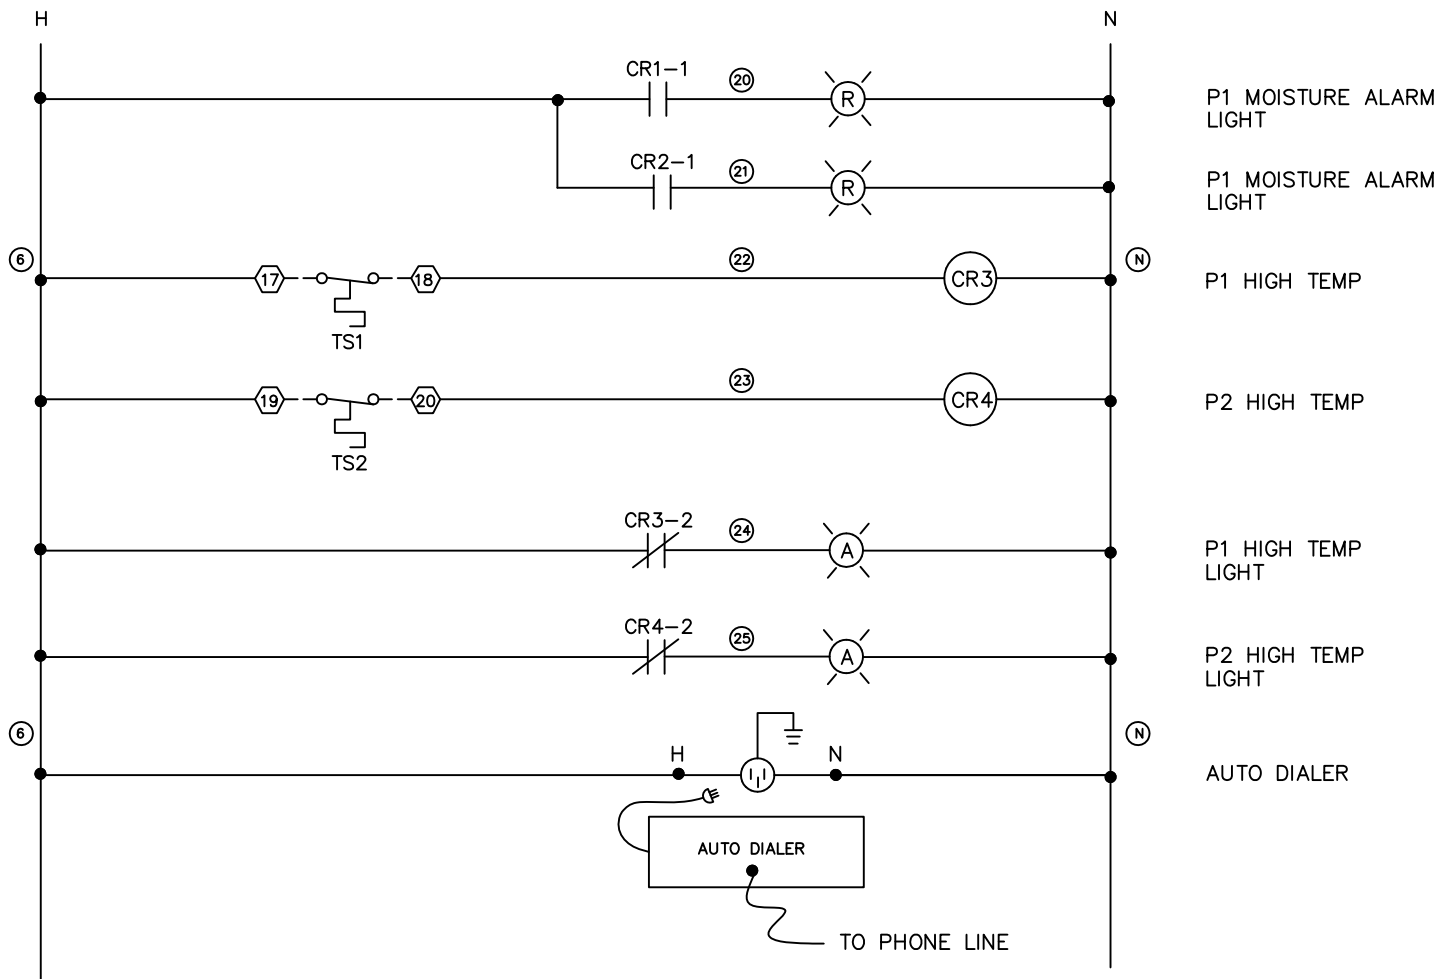 H
N
CR1-1
20
R
P1 MOISTURE ALARM
LIGHT
CR2-1
21
R
P1 MOISTURE ALARM
LIGHT
6
17
18
22
CR3
N
P1 HIGH TEMP
TS1
19
20
23
CR4
P2 HIGH TEMP
TS2
CR3-2
24
A
P1 HIGH TEMP
LIGHT
CR4-2
25
A
P2 HIGH TEMP
LIGHT
6
N
H
N
AUTO DIALER
AUTO DIALER
TO PHONE LINE